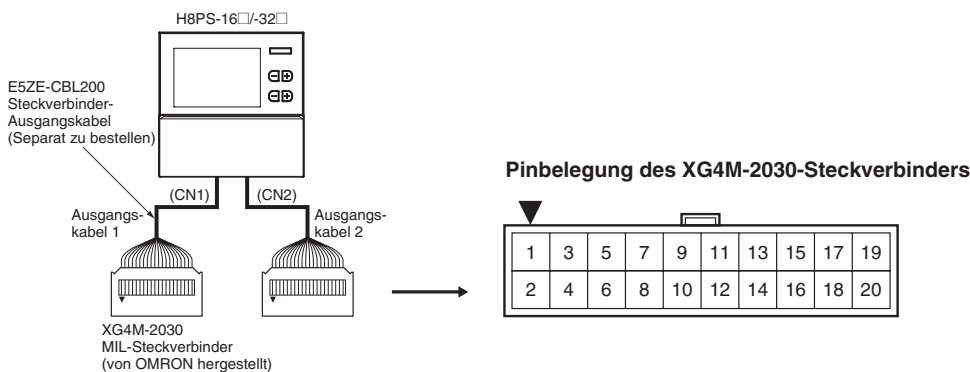 H8PS-16□/-32□
E5ZE-CBL200
Steckverbinder-
Ausgangskabel
(Separat zu bestellen)
(CN1)
(CN2)
Ausgangs-
kabel 1
Ausgangs-
kabel 2
XG4M-2030
MIL-Steckverbinder
(von OMRON hergestellt)
Pinbelegung des XG4M-2030-Steckverbinders
1 3 5 7 9 11 13 15 17 19
2 4 6 8 10 12 14 16 18 20